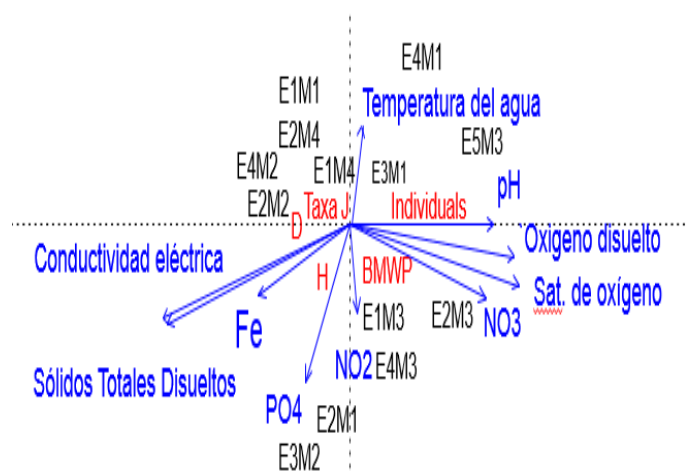 E4M1
E1M1
Temperatura del agua
E2M4
E5M3
E4M2
E1M4
E3M1
pH
E2M2
Taxa J
Individuals
D
Oxigeno disuelto
Conductividad eléctrica
H
BMWP
Sat. de oxígeno
Fe
E1M3
E2M3
NO3
NO2
E4M3
Sólidos Totales Disueltos
PO4
E2M1
E3M2